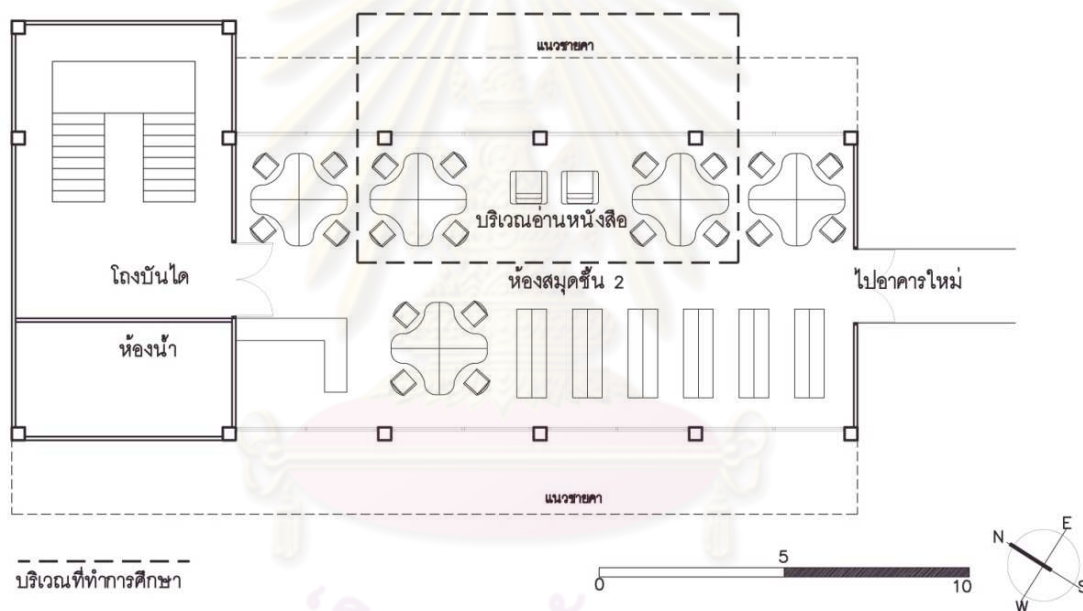 แนวชายคา
บริเวณอ่านหนังสือ
โถงบันได
ห้องสมุดชั้น 2
ไปอาคารใหม่
ห้องน้ำ
แนวชายคา
บริเวณที่ทำการศึกษา
0
5
10
N
E
S
W